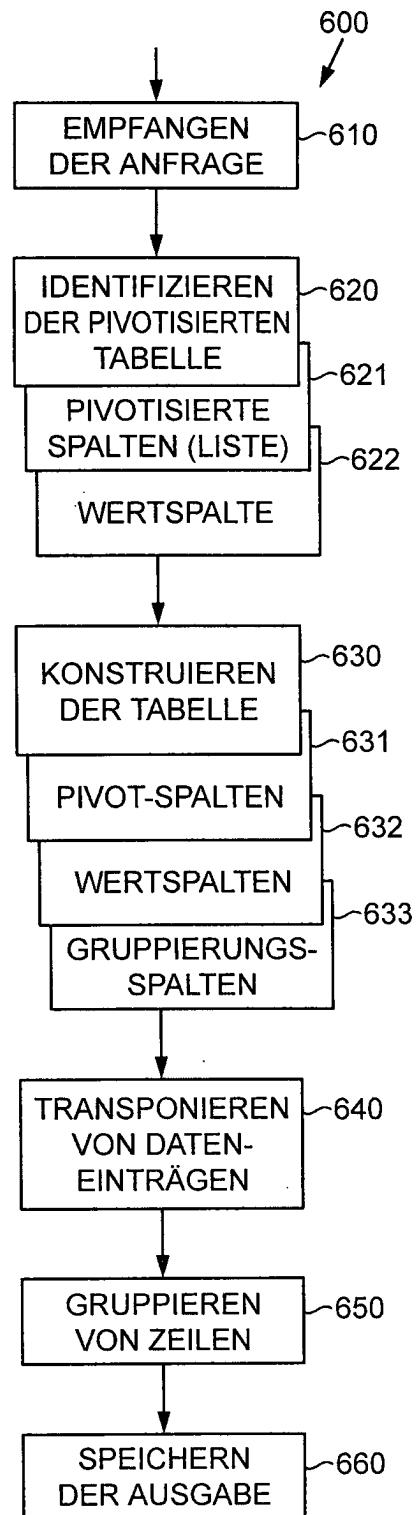 600
EMPFANGEN
DER ANFRAGE
610
IDENTIFIZIEREN
DER PIVOTISIERTEN
TABELLE
620
621
PIVOTISIERTE
SPALTEN (LISTE)
622
WERTSPALTE
KONSTRUIEREN
DER TABELLE
630
631
PIVOT-SPALTEN
632
WERTSPALTEN
633
GRUPPIERUNGS-
SPALTEN
TRANSPONIEREN
VON DATEN-
EINTRÄGEN
640
GRUPPIEREN
VON ZEILEN
650
SPEICHERN
DER AUSGABE
660